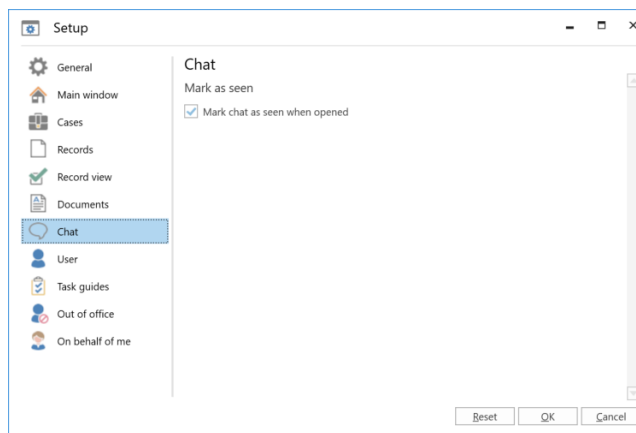 Setup
General
Main window
Cases
Records
Record view
Documents
Chat
User
Task guides
Out of office
On behalf of me
Chat
Mark as seen
Mark chat as seen when opened
Reset
OK
Cancel